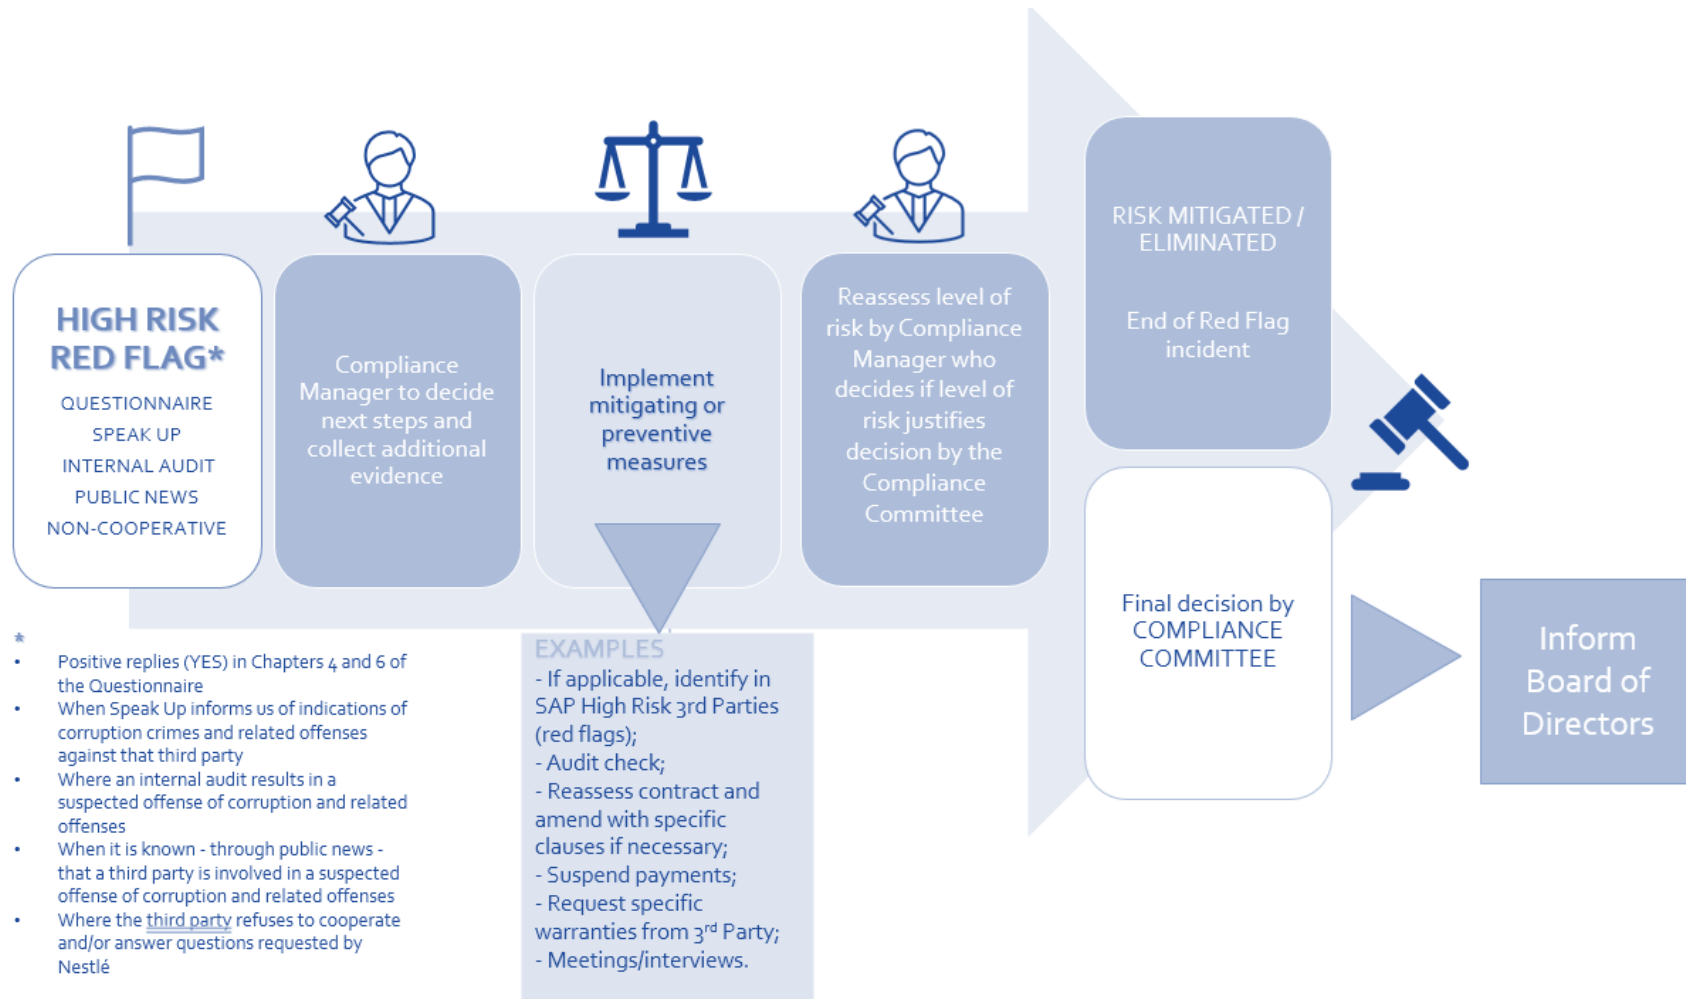 HIGH RISK
RED FLAG*
QUESTIONNAIRE
SPEAK UP
INTERNAL AUDIT
PUBLIC NEWS
NON-COOPERATIVE
Compliance
Manager to decide
next steps and
collect additional
evidence
Implement
mitigating or
preventive
measures
Reassess level of
risk by Compliance
Manager who
decides if level of
risk justifies
decision by the
Compliance
Committee
RISK MITIGATED /
ELIMINATED
End of Red Flag
incident
Final decision by
COMPLIANCE
COMMITTEE
Inform
Board of
Directors
*
• Positive replies (YES) in Chapters 4 and 6 of
the Questionnaire
• When Speak Up informs us of indications of
corruption crimes and related offenses
against that third party
• Where an internal audit results in a
suspected offense of corruption and related
offenses
• When it is known - through public news -
that a third party is involved in a suspected
offense of corruption and related offenses
• Where the third party refuses to cooperate
and/or answer questions requested by
Nestlé
EXAMPLES
- If applicable, identify in
SAP High Risk 3rd Parties
(red flags);
- Audit check;
- Reassess contract and
amend with specific
clauses if necessary;
- Suspend payments;
- Request specific
warranties from 3rd Party;
- Meetings/interviews.